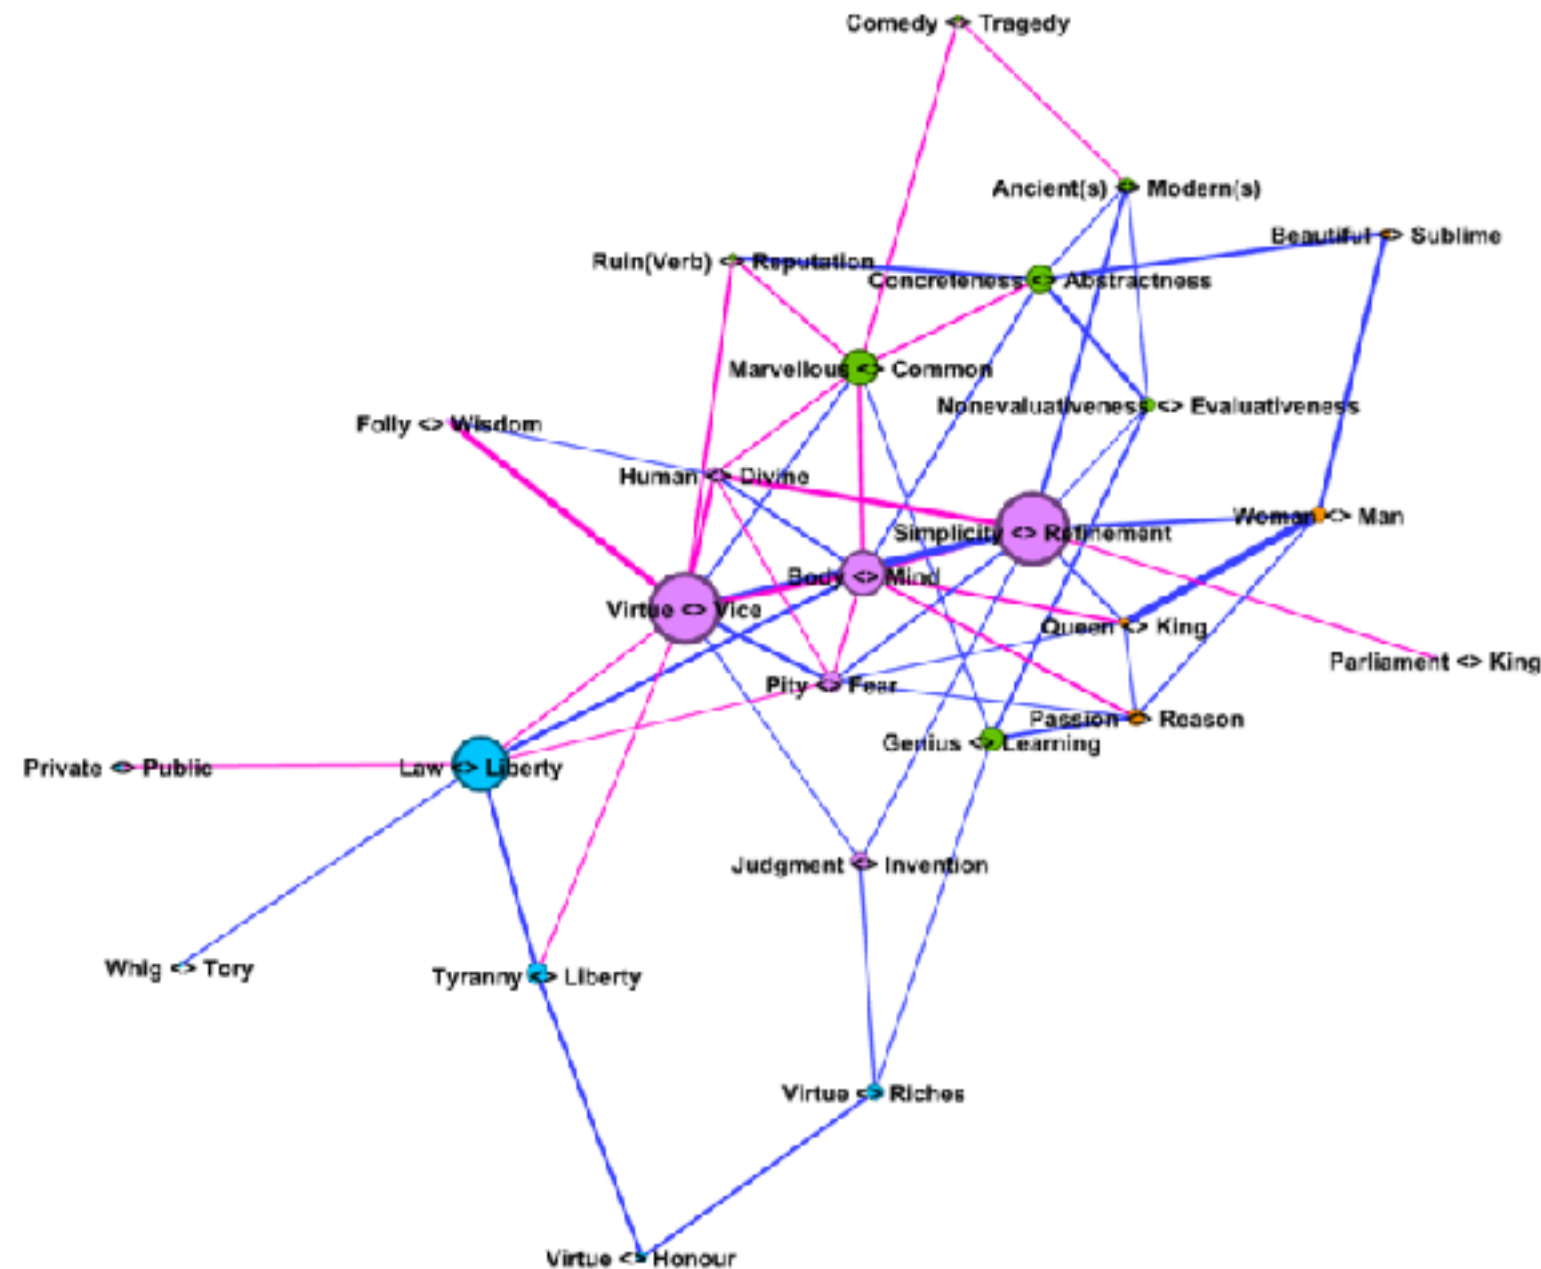 Comedy <> Tragedy
Ancient(s) <> Modern(s)
Beautiful <> Sublime
Ruin(Verb) <> Reputation
Concreteness <> Abstractness
Marvellous <> Common
Nonevaluativeness <> Evaluativeness
Folly <> Wisdom
Human <> Divine
Woman <> Man
Simplicity <> Refinement
Body <> Mind
Virtue <> Vice
Queen <> King
Parliament <> King
Pity <> Fear
Passion <> Reason
Genius <> Learning
Private <> Public
Law <> Liberty
Judgment <> Invention
Whig <> Tory
Tyranny <> Liberty
Virtue <> Riches
Virtue <> Honour